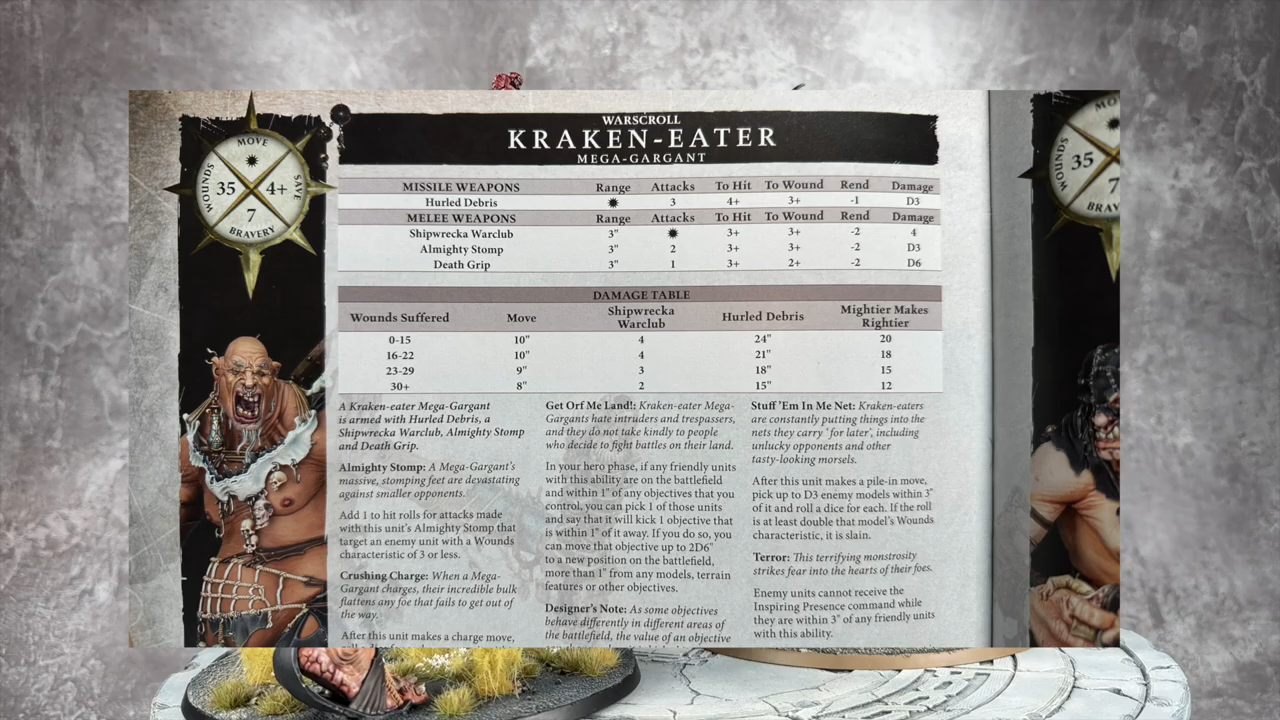 WARSCROLL
KRAKEN-EATER
MEGA-GARGANT
MOVE
WOUNDS 35 4+ SAVE
7
BRAVERY
MISSILE WEAPONS Range Attacks To Hit To Wound Rend Damage
Hurled Debris ✹ 3 4+ 3+ -1 D3
MELEE WEAPONS Range Attacks To Hit To Wound Rend Damage
Shipwrecka Warclub 3" ✹ 3+ 3+ -2 4
Almighty Stomp 3" 2 3+ 3+ -2 D3
Death Grip 3" 1 3+ 2+ -2 D6
DAMAGE TABLE
Wounds Suffered Move Shipwrecka Warclub Hurled Debris Mightier Makes Rightier
0-15 10" 4 24" 20
16-22 10" 4 21" 18
23-29 9" 3 18" 15
30+ 8" 2 15" 12
A Kraken-eater Mega-Gargant
is armed with Hurled Debris, a
Shipwrecka Warclub, Almighty Stomp
and Death Grip.
Almighty Stomp: A Mega-Gargant's
massive, stomping feet are devastating
against smaller opponents.
Add 1 to hit rolls for attacks made
with this unit's Almighty Stomp that
target an enemy unit with a Wounds
characteristic of 3 or less.
Crushing Charge: When a Mega-
Gargant charges, their incredible bulk
flattens any foe that fails to get out of
the way.
After this unit makes a charge move,
Get Orf Me Land!: Kraken-eater Mega-
Gargants hate intruders and trespassers,
and they do not take kindly to people
who decide to fight battles on their land.
In your hero phase, if any friendly units
with this ability are on the battlefield
and within 1" of any objectives that you
control, you can pick 1 of those units
and say that it will kick 1 objective that
is within 1" of it away. If you do so, you
can move that objective up to 2D6"
to a new position on the battlefield,
more than 1" from any models, terrain
features or other objectives.
Designer's Note: As some objectives
behave differently in different areas of
the battlefield, the value of an objective
Stuff 'Em In Me Net: Kraken-eaters
are constantly putting things into the
nets they carry 'for later', including
unlucky opponents and other
tasty-looking morsels.
After this unit makes a pile-in move,
pick up to D3 enemy models within 3"
of it and roll a dice for each. If the roll
is at least double that model's Wounds
characteristic, it is slain.
Terror: This terrifying monstrosity
strikes fear into the hearts of their foes.
Enemy units cannot receive the
Inspiring Presence command while
they are within 3" of any friendly units
with this ability.
MO
WOUNDS 35
7
BRAV